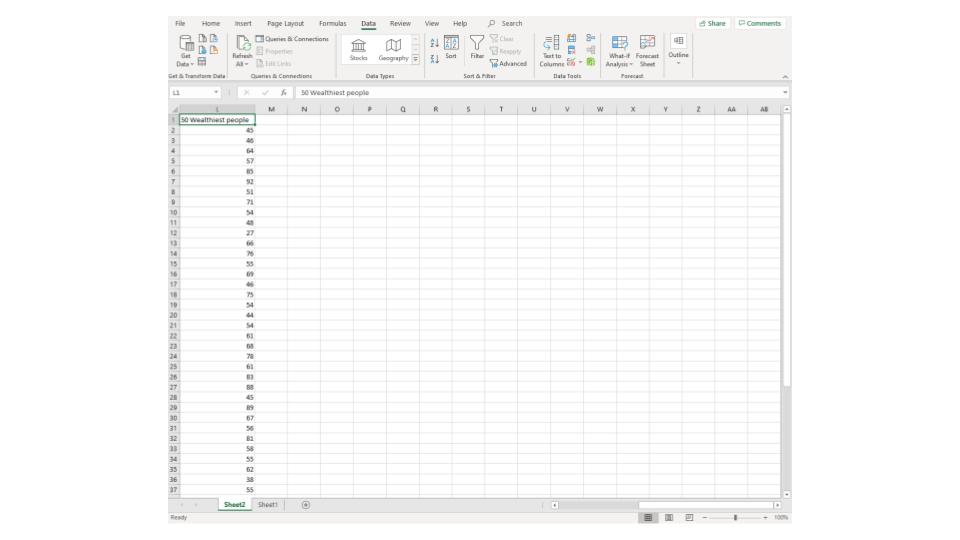 File Home Insert Page Layout Formulas Data Review View Help Search Share Comments
Get Data
Refresh All
Queries & Connections
Properties
Edit Links
Stocks
Geography
Sort
Filter
Clear
Reapply
Advanced
Text to Columns
What-If Analysis
Forecast Sheet
Outline
Get & Transform Data Queries & Connections Data Types Sort & Filter Data Tools Forecast
L1 fx 50 Wealthiest people
L M N O P Q R S T U V W X Y Z AA AB
1 50 Wealthiest people
2 45
3 46
4 64
5 57
6 85
7 92
8 51
9 71
10 54
11 48
12 27
13 66
14 76
15 55
16 69
17 46
18 75
19 54
20 44
21 54
22 61
23 68
24 78
25 61
26 83
27 88
28 45
29 89
30 67
31 56
32 81
33 58
34 55
35 62
36 38
37 55
Sheet2 Sheet1
Ready 100%